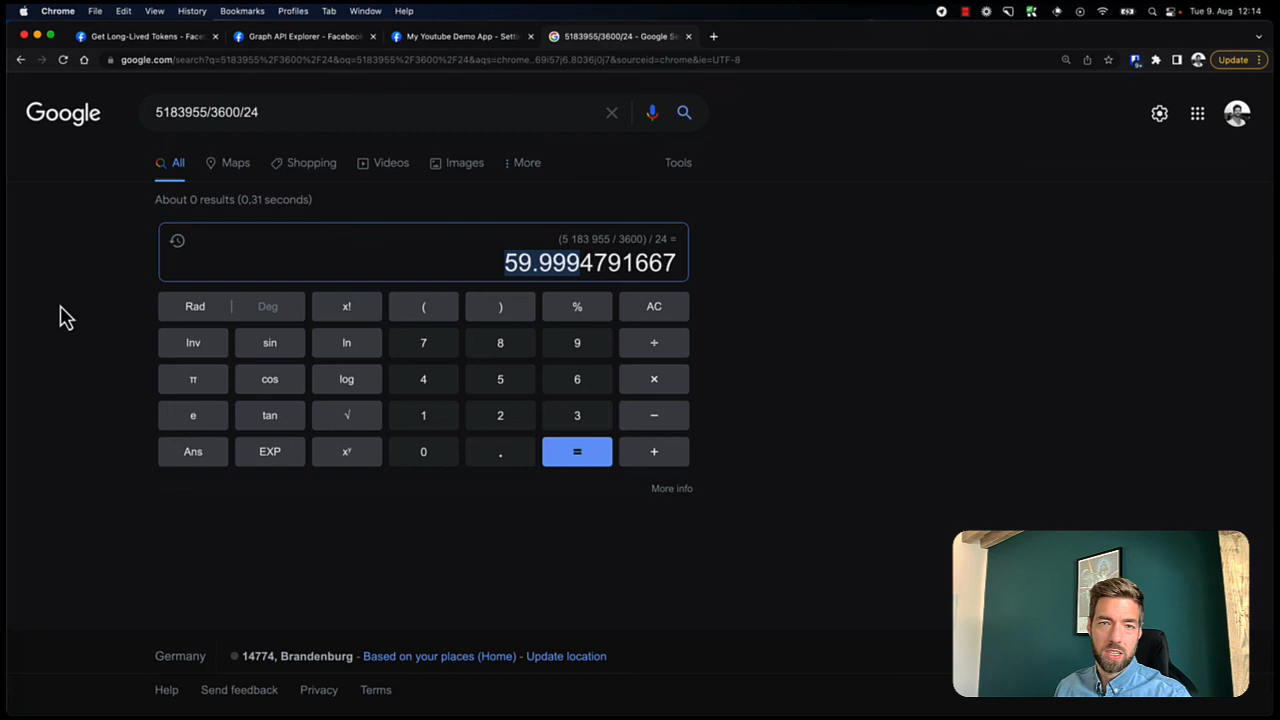 Chrome File Edit View History Bookmarks Profiles Tab Window Help Tue 9. Aug 12:14
Get Long-Lived Tokens - Face Graph API Explorer - Facebook My Youtube Demo App - Setti 5183955/3600/24 - Google Se
google.com/search?q=5183955%2F3600%2F24&oq=5183955%2F3600%2F24&aqs=chrome..69i57j6.8036j0j7&sourceid=chrome&ie=UTF-8 Update
Google 5183955/3600/24
All Maps Shopping Videos Images More Tools
About 0 results (0,31 seconds)
(5 183 955 / 3600) / 24 =
59.9994791667
Rad Deg x! ( ) % AC
Inv sin ln 7 8 9 ÷
π cos log 4 5 6 ×
e tan √ 1 2 3 −
Ans EXP xʸ 0 . = +
More info
Germany 14774, Brandenburg - Based on your places (Home) - Update location
Help Send feedback Privacy Terms